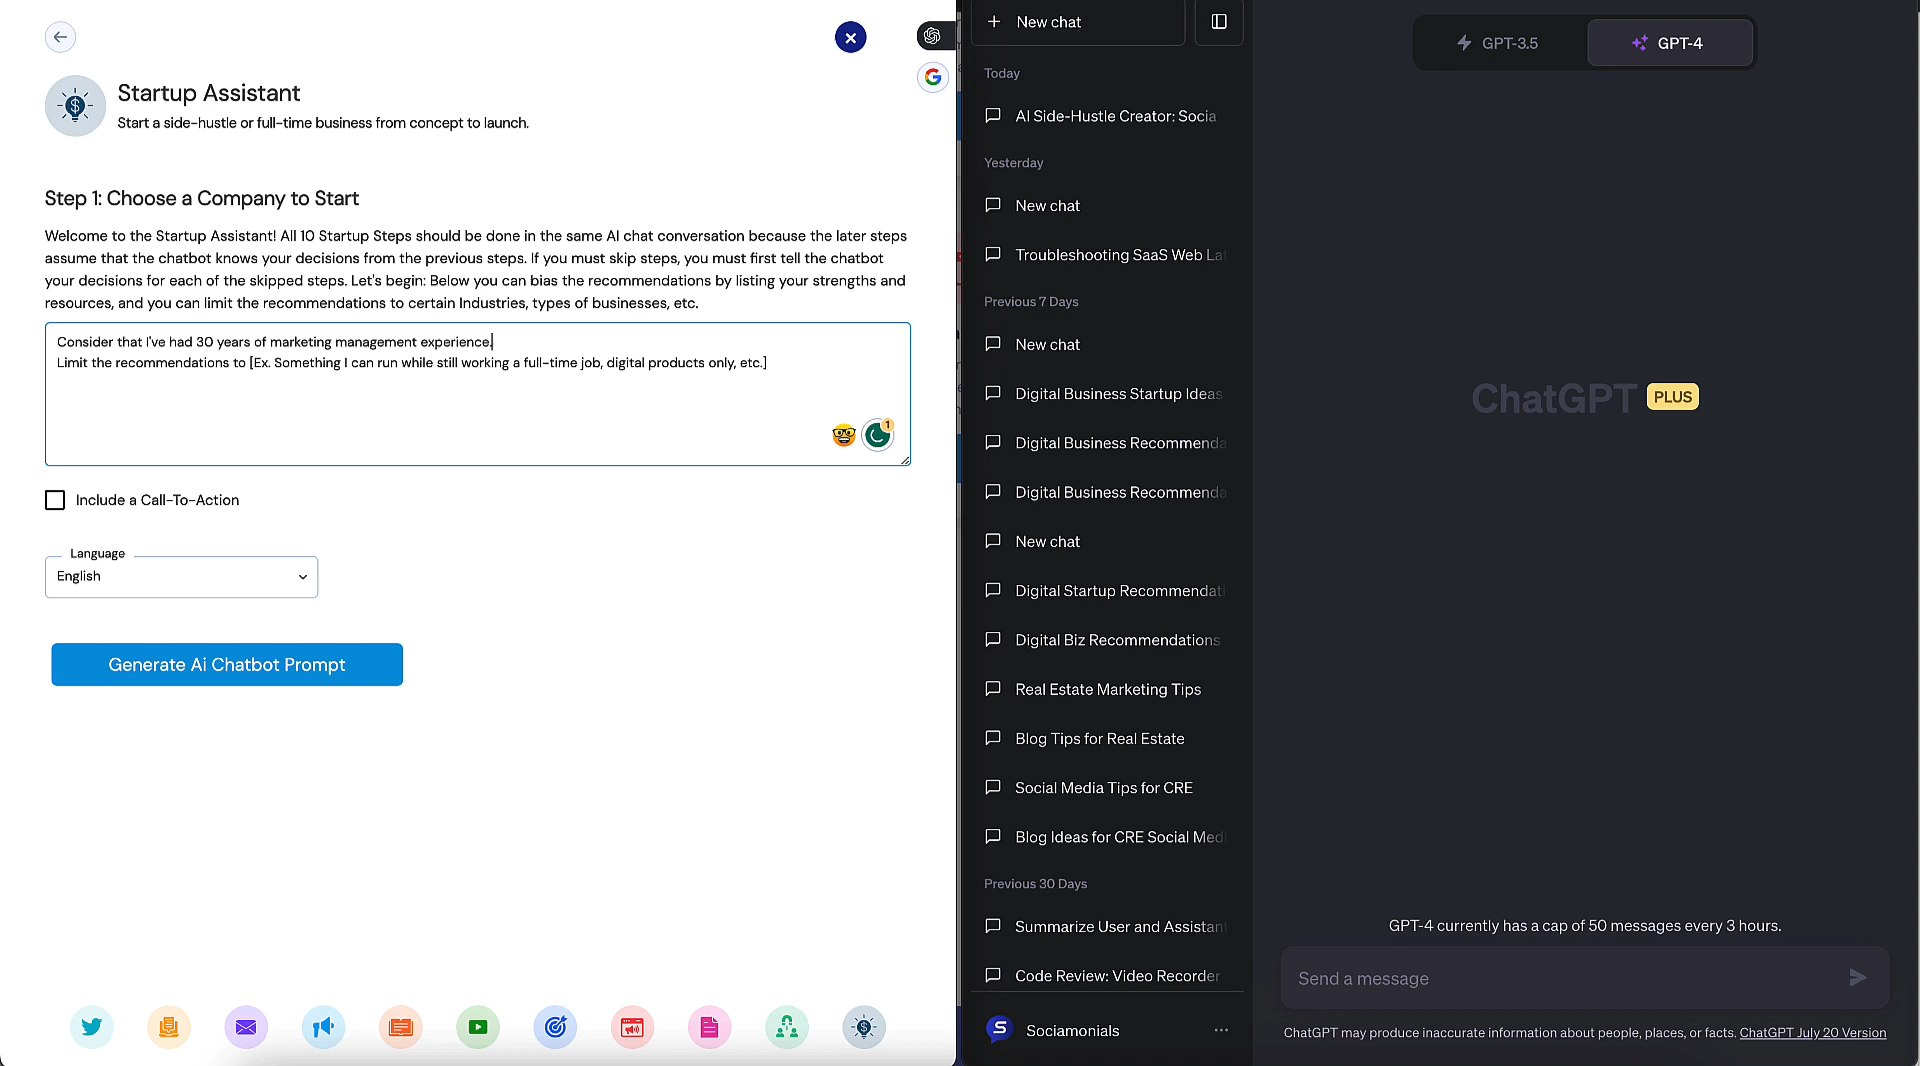 Startup Assistant
Start a side-hustle or full-time business from concept to launch.
Step 1: Choose a Company to Start
Welcome to the Startup Assistant! All 10 Startup Steps should be done in the same AI chat conversation because the later steps
assume that the chatbot knows your decisions from the previous steps. If you must skip steps, you must first tell the chatbot
your decisions for each of the skipped steps. Let's begin: Below you can bias the recommendations by listing your strengths and
resources, and you can limit the recommendations to certain Industries, types of businesses, etc.
Consider that I've had 30 years of marketing management experience.
Limit the recommendations to [Ex. Something I can run while still working a full-time job, digital products only, etc.]
1
Include a Call-To-Action
Language
English
Generate Ai Chatbot Prompt
New chat
Today
AI Side-Hustle Creator: Socia
Yesterday
New chat
Troubleshooting SaaS Web Lat
Previous 7 Days
New chat
Digital Business Startup Ideas
Digital Business Recommenda
Digital Business Recommenda
New chat
Digital Startup Recommendati
Digital Biz Recommendations
Real Estate Marketing Tips
Blog Tips for Real Estate
Social Media Tips for CRE
Blog Ideas for CRE Social Medi
Previous 30 Days
Summarize User and Assistant
Code Review: Video Recorder
Sociamonials
GPT-3.5
GPT-4
ChatGPT PLUS
GPT-4 currently has a cap of 50 messages every 3 hours.
Send a message
ChatGPT may produce inaccurate information about people, places, or facts. ChatGPT July 20 Version